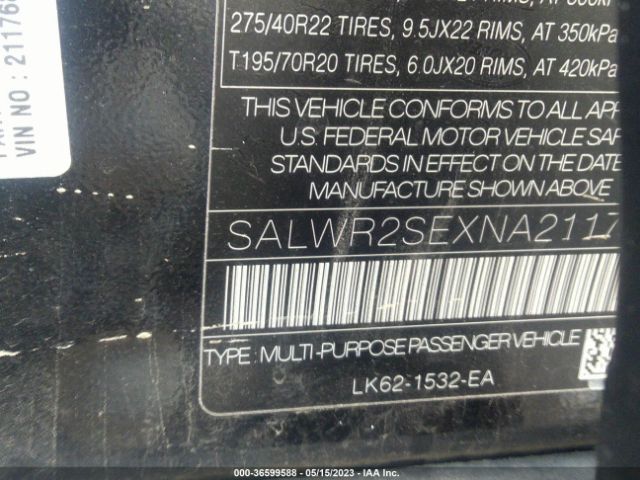 275/40R22 TIRES, 9.5JX22 RIMS, AT 350kPa
T195/70R20 TIRES, 6.0JX20 RIMS, AT 420kPa
THIS VEHICLE CONFORMS TO ALL APP
U.S. FEDERAL MOTOR VEHICLE SAF
STANDARDS IN EFFECT ON THE DATE
MANUFACTURE SHOWN ABOVE
SALWR2SEXNA2117
TYPE: MULTI-PURPOSE PASSENGER VEHICLE
LK62-1532-EA
VIN NO : 211768
000-36599588 - 05/15/2023 - IAA Inc.